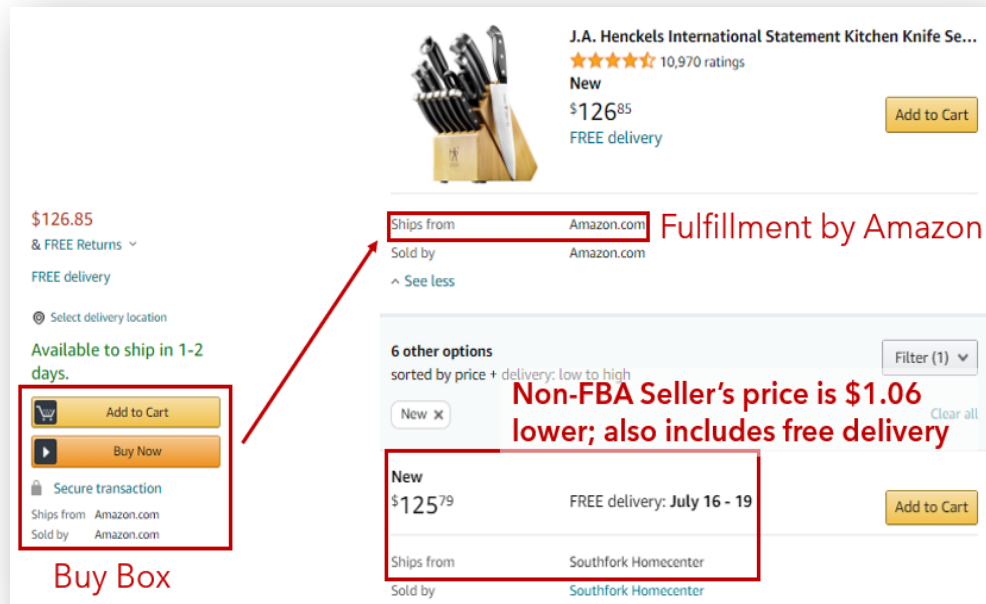 J.A. Henckels International Statement Kitchen Knife Se...
10,970 ratings
New
$12685
FREE delivery
Add to Cart
$126.85
& FREE Returns
FREE delivery
Select delivery location
Available to ship in 1-2
days.
Add to Cart
Buy Now
Secure transaction
Ships from Amazon.com
Sold by Amazon.com
Buy Box
Ships from Amazon.com
Fulfillment by Amazon
Sold by Amazon.com
See less
6 other options
sorted by price + delivery: low to high
Filter (1)
New ×
Clear all
Non-FBA Seller's price is $1.06
lower; also includes free delivery
New
$12579
FREE delivery: July 16 - 19
Add to Cart
Ships from Southfork Homecenter
Sold by Southfork Homecenter